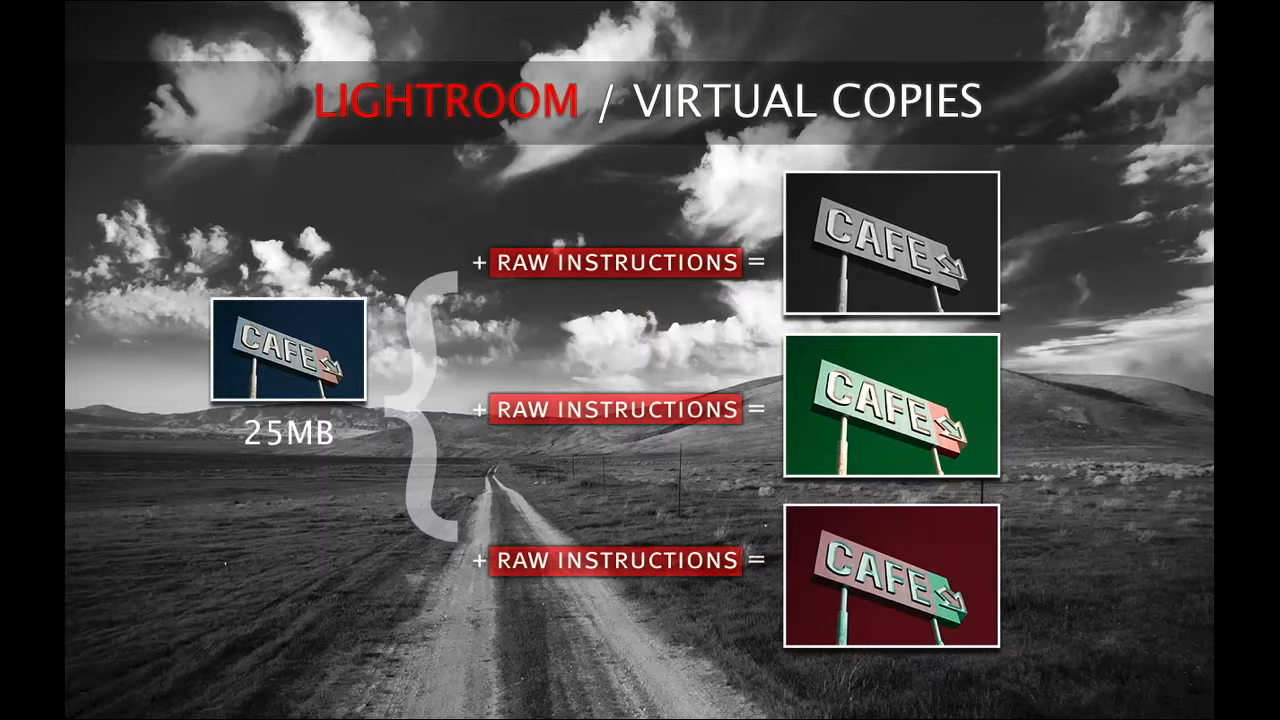 LIGHTROOM / VIRTUAL COPIES
CAFE
25MB
{
+ RAW INSTRUCTIONS =
CAFE
+ RAW INSTRUCTIONS =
CAFE
+ RAW INSTRUCTIONS =
CAFE